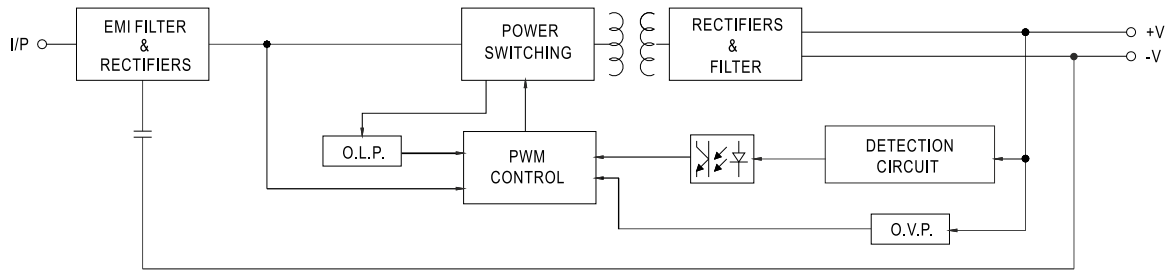 I/P
EMI FILTER
&
RECTIFIERS
POWER
SWITCHING
RECTIFIERS
&
FILTER
+V
-V
O.L.P.
PWM
CONTROL
DETECTION
CIRCUIT
O.V.P.